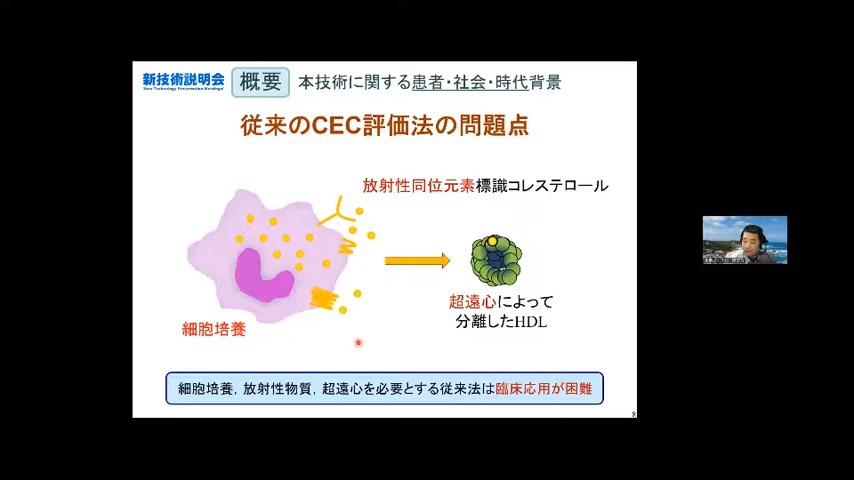 新技術説明会
New Technology Presentation Meetings!
概要
本技術に関する患者・社会・時代背景
従来のCEC評価法の問題点
放射性同位元素標識コレステロール
超遠心によって
分離したHDL
細胞培養
細胞培養，放射性物質，超遠心を必要とする従来法は臨床応用が困難
8